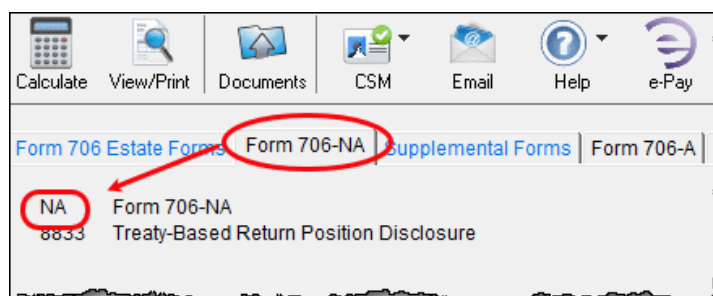 Calculate View/Print Documents CSM Email Help e-Pay
Form 706 Estate Forms Form 706-NA Supplemental Forms Form 706-A
NA Form 706-NA
8833 Treaty-Based Return Position Disclosure